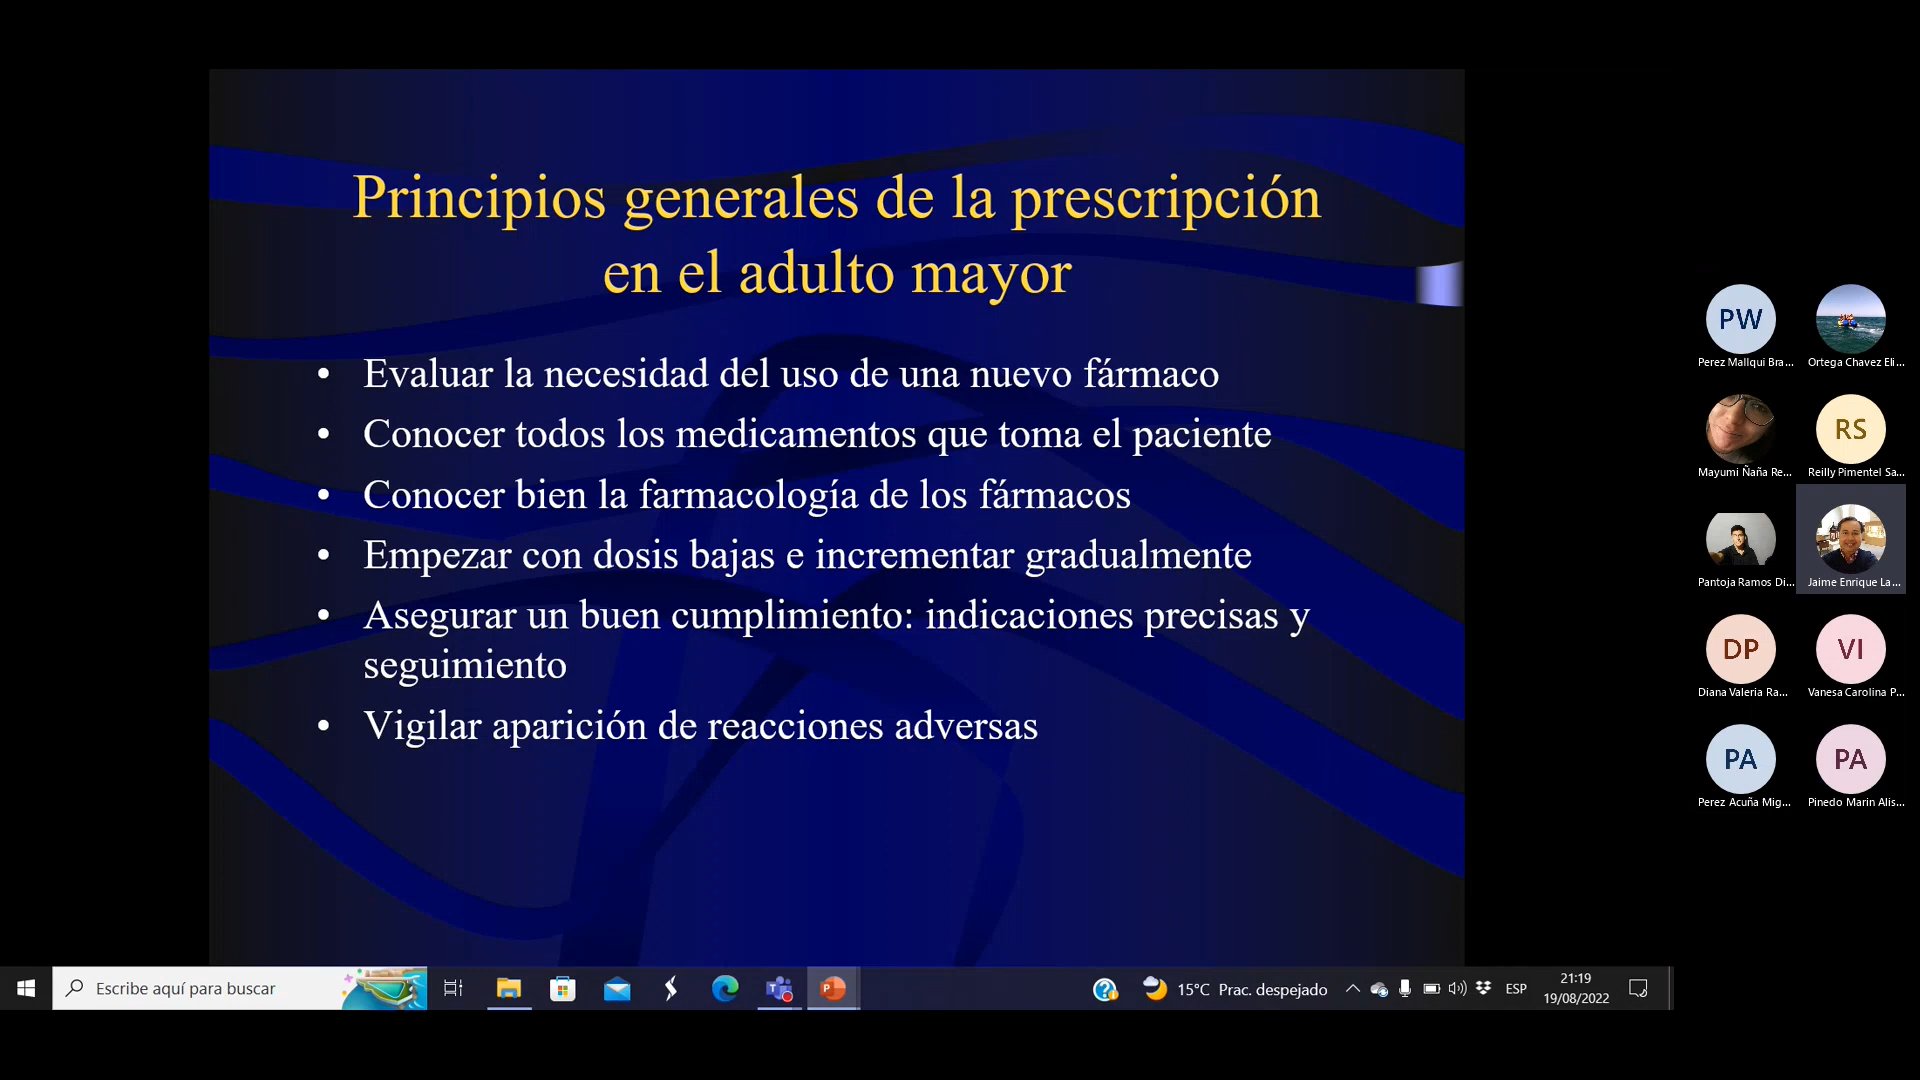 Principios generales de la prescripción
en el adulto mayor
• Evaluar la necesidad del uso de una nuevo fármaco
• Conocer todos los medicamentos que toma el paciente
• Conocer bien la farmacología de los fármacos
• Empezar con dosis bajas e incrementar gradualmente
• Asegurar un buen cumplimiento: indicaciones precisas y
seguimiento
• Vigilar aparición de reacciones adversas
PW
Perez Mallqui Bra...
Ortega Chavez Eli...
Mayumi Ñaña Re...
RS
Reilly Pimentel Sa...
Pantoja Ramos Di...
Jaime Enrique La...
DP
Diana Valeria Ra...
VI
Vanesa Carolina P...
PA
Perez Acuña Mig...
PA
Pinedo Marin Alis...
Escribe aquí para buscar
15°C Prac. despejado
ESP
21:19
19/08/2022